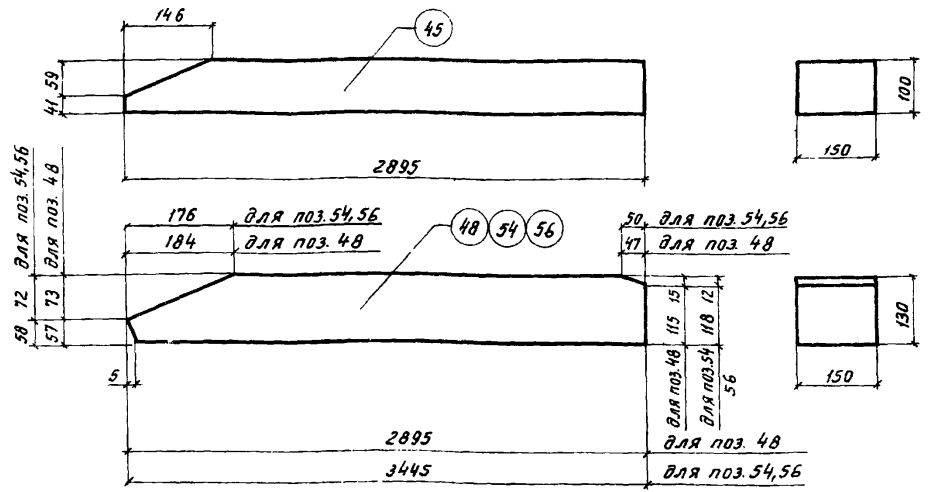 146
45
59
41
100
2895
150
для поз. 54,56
для поз. 48
176 для поз. 54,56
184 для поз. 48
48 54 56
50 для поз. 54,56
47 для поз. 48
72
73
58
57
5
15
12
115
118
для поз.48
для поз.54
56
130
150
2895 для поз. 48
3445 для поз. 54,56